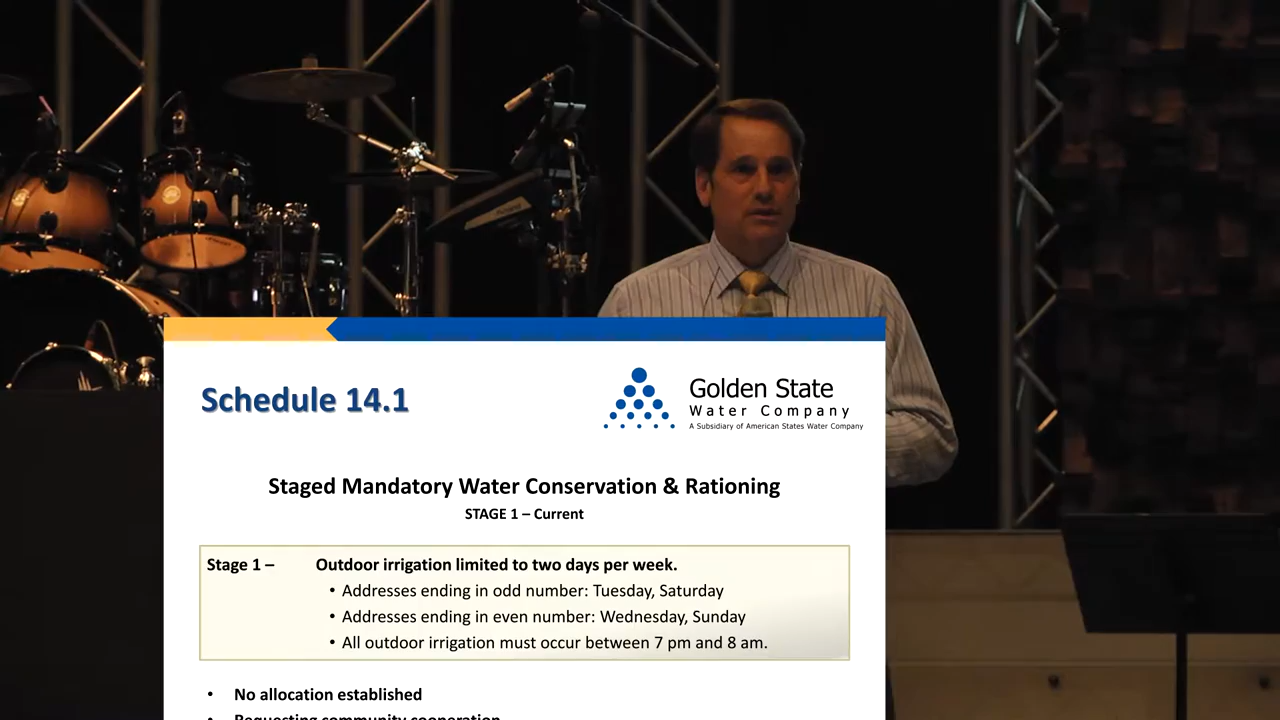 Schedule 14.1
Golden State
Water Company
A Subsidiary of American States Water Company
Staged Mandatory Water Conservation & Rationing
STAGE 1 – Current
Stage 1 – Outdoor irrigation limited to two days per week.
• Addresses ending in odd number: Tuesday, Saturday
• Addresses ending in even number: Wednesday, Sunday
• All outdoor irrigation must occur between 7 pm and 8 am.
• No allocation established
• Requesting community cooperation